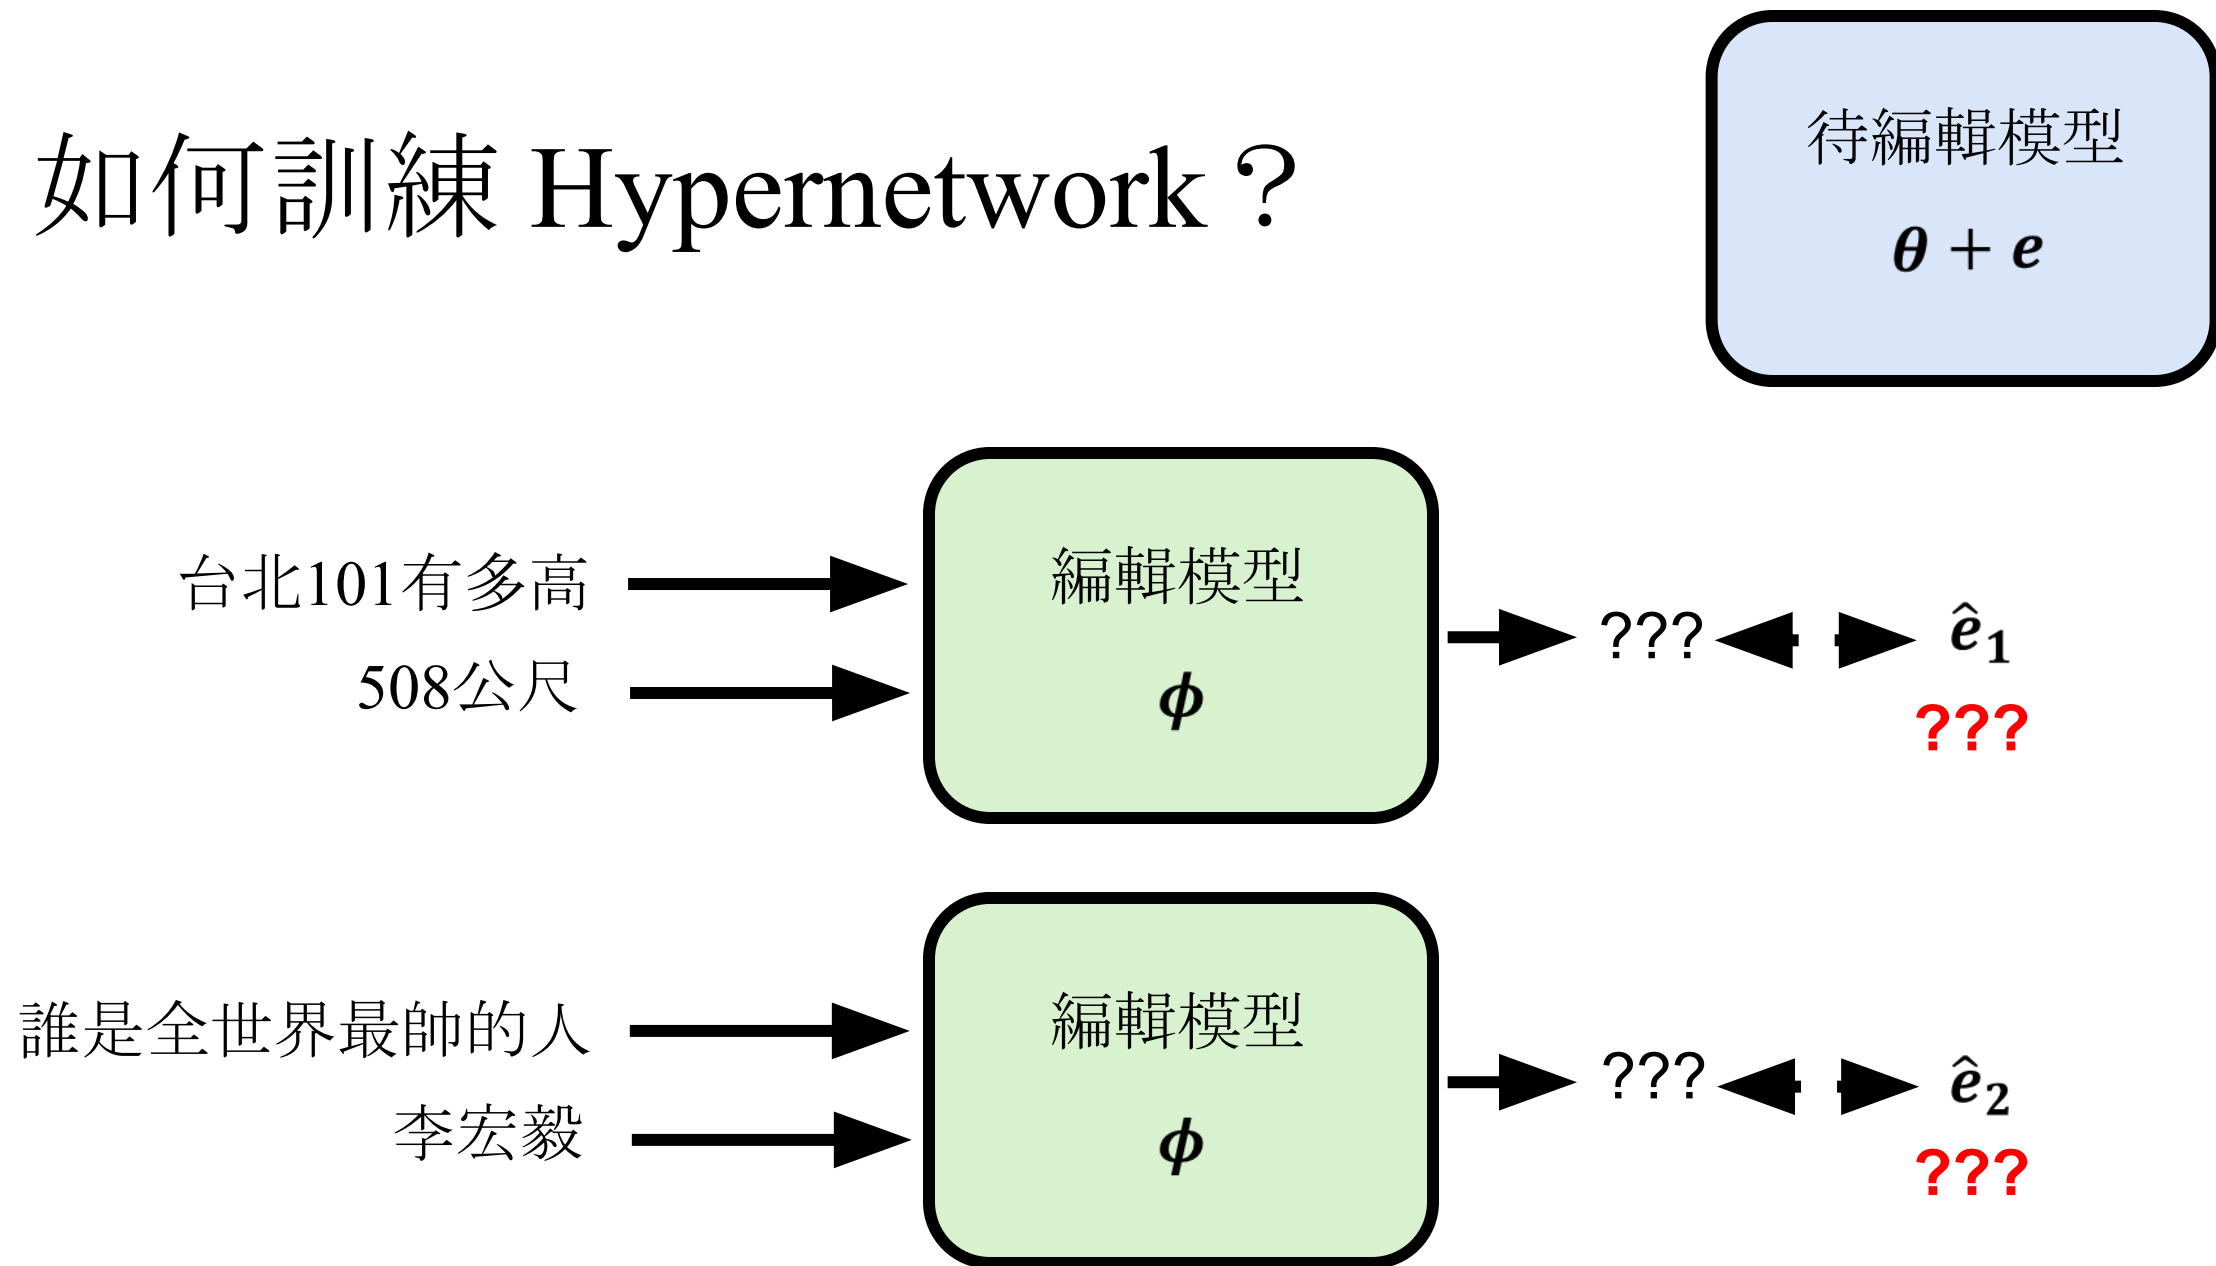 如何訓練 Hypernetwork？
待編輯模型
θ + e
台北101有多高
508公尺
編輯模型
ϕ
???
ê₁
???
誰是全世界最帥的人
李宏毅
編輯模型
ϕ
???
ê₂
???